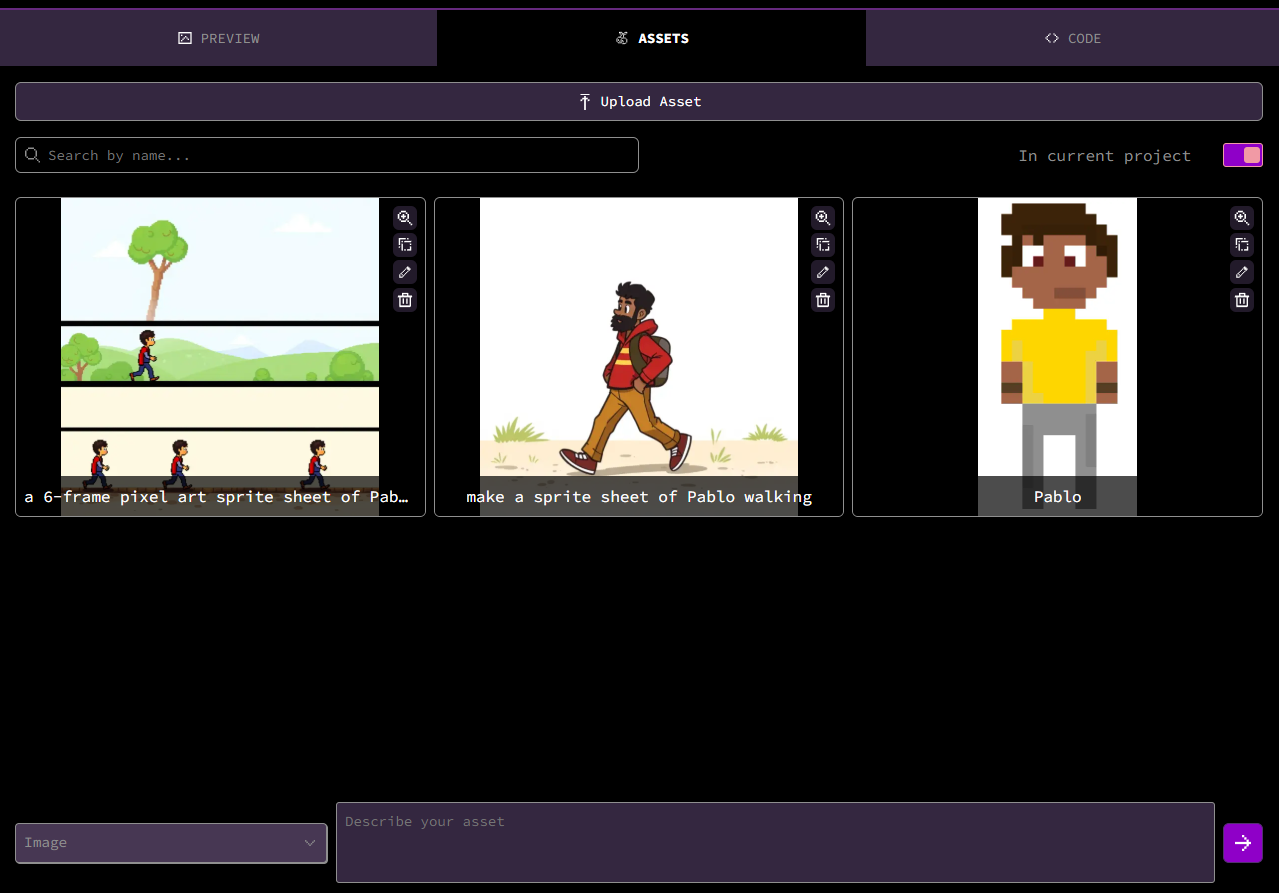 PREVIEW
ASSETS
CODE
Upload Asset
Search by name...
In current project
a 6-frame pixel art sprite sheet of Pab…
make a sprite sheet of Pablo walking
Pablo
Image
Describe your asset